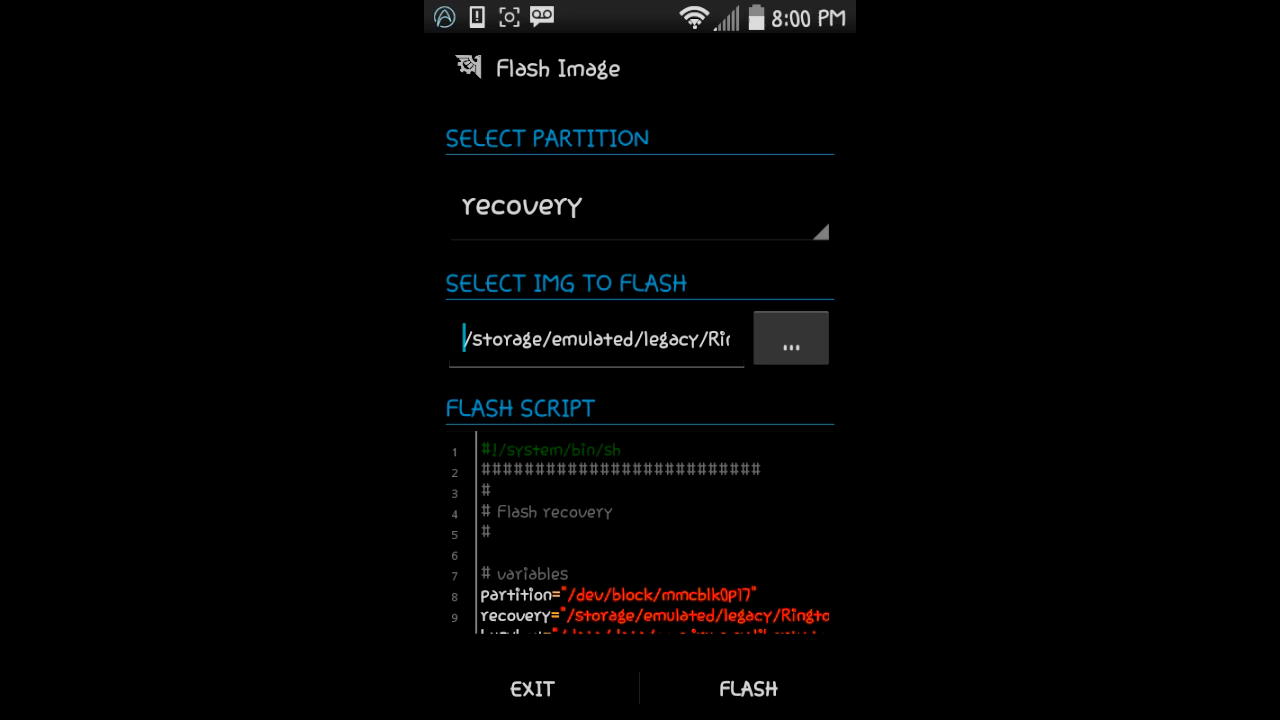 8:00 PM
Flash Image
SELECT PARTITION
recovery
SELECT IMG TO FLASH
/storage/emulated/legacy/Rin
...
FLASH SCRIPT
1 #!/system/bin/sh
2 ##########################
3 #
4 # Flash recovery
5 #
6
7 # variables
8 partition="/dev/block/mmcblk0p17"
9 recovery="/storage/emulated/legacy/Ringto
EXIT
FLASH